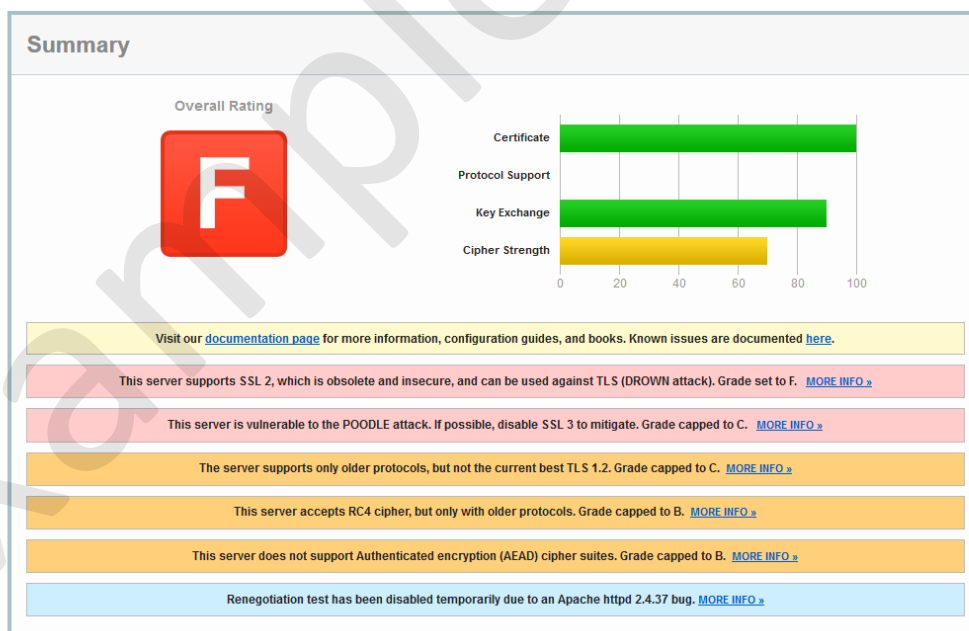 Summary
Overall Rating
F
Certificate
Protocol Support
Key Exchange
Cipher Strength
0 20 40 60 80 100
Visit our documentation page for more information, configuration guides, and books. Known issues are documented here.
This server supports SSL 2, which is obsolete and insecure, and can be used against TLS (DROWN attack). Grade set to F. MORE INFO »
This server is vulnerable to the POODLE attack. If possible, disable SSL 3 to mitigate. Grade capped to C. MORE INFO »
The server supports only older protocols, but not the current best TLS 1.2. Grade capped to C. MORE INFO »
This server accepts RC4 cipher, but only with older protocols. Grade capped to B. MORE INFO »
This server does not support Authenticated encryption (AEAD) cipher suites. Grade capped to B. MORE INFO »
Renegotiation test has been disabled temporarily due to an Apache httpd 2.4.37 bug. MORE INFO »